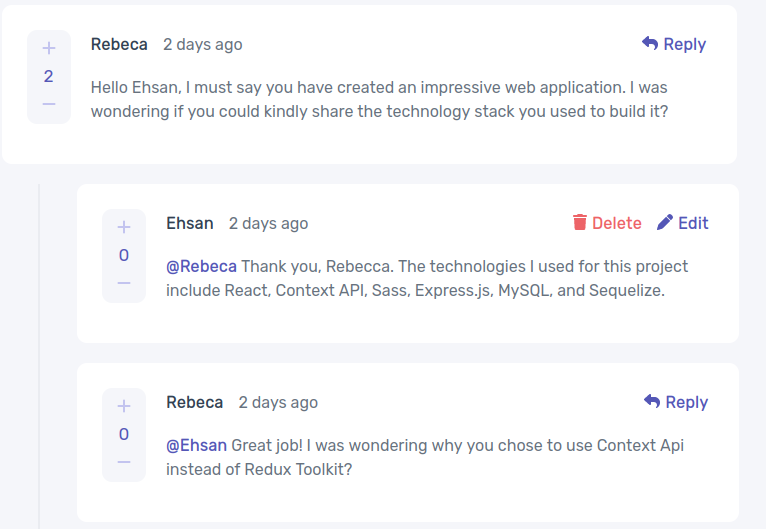 Rebeca 2 days ago Reply
+
2
−
Hello Ehsan, I must say you have created an impressive web application. I was
wondering if you could kindly share the technology stack you used to build it?
Ehsan 2 days ago Delete Edit
+
0
−
@Rebeca Thank you, Rebecca. The technologies I used for this project
include React, Context API, Sass, Express.js, MySQL, and Sequelize.
Rebeca 2 days ago Reply
+
0
−
@Ehsan Great job! I was wondering why you chose to use Context Api
instead of Redux Toolkit?